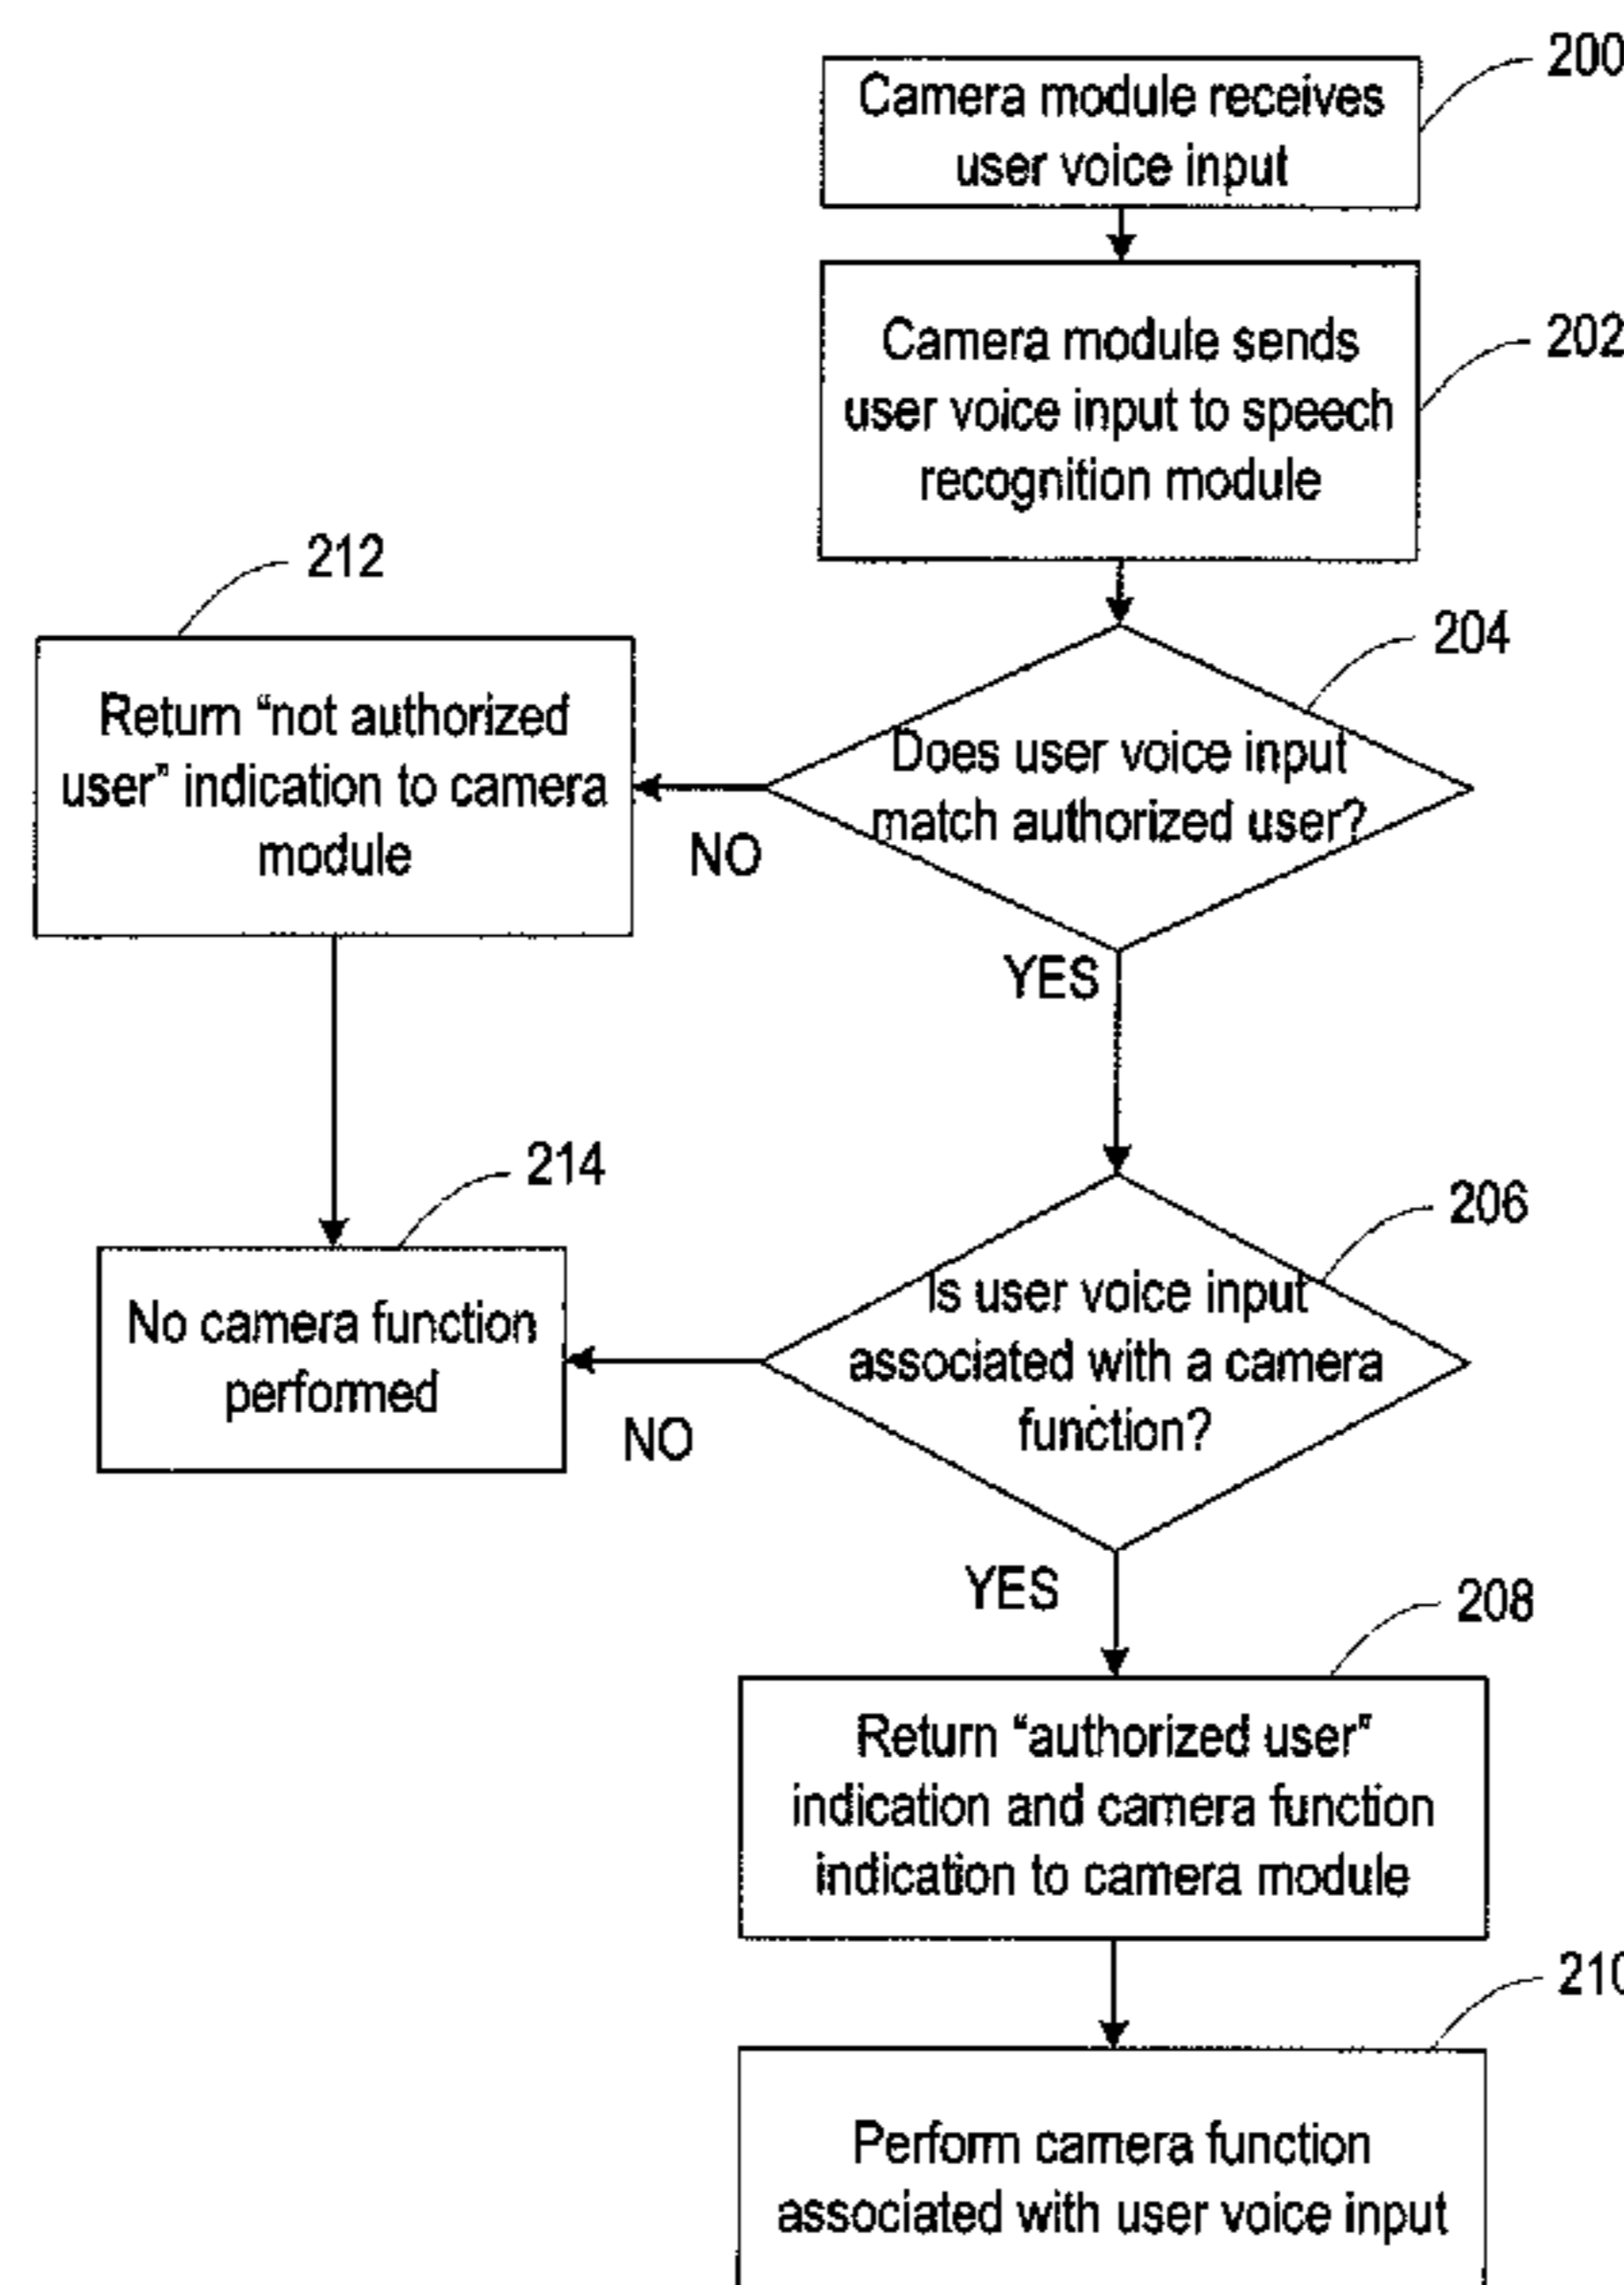 200
Camera module receives
user voice input
202
Camera module sends
user voice input to speech
recognition module
212
204
Return “not authorized
user” indication to camera
module
Does user voice input
match authorized user?
NO
YES
214
206
No camera function
performed
Is user voice input
associated with a camera
function?
NO
YES
208
Return “authorized user”
indication and camera function
indication to camera module
210
Perform camera function
associated with user voice input